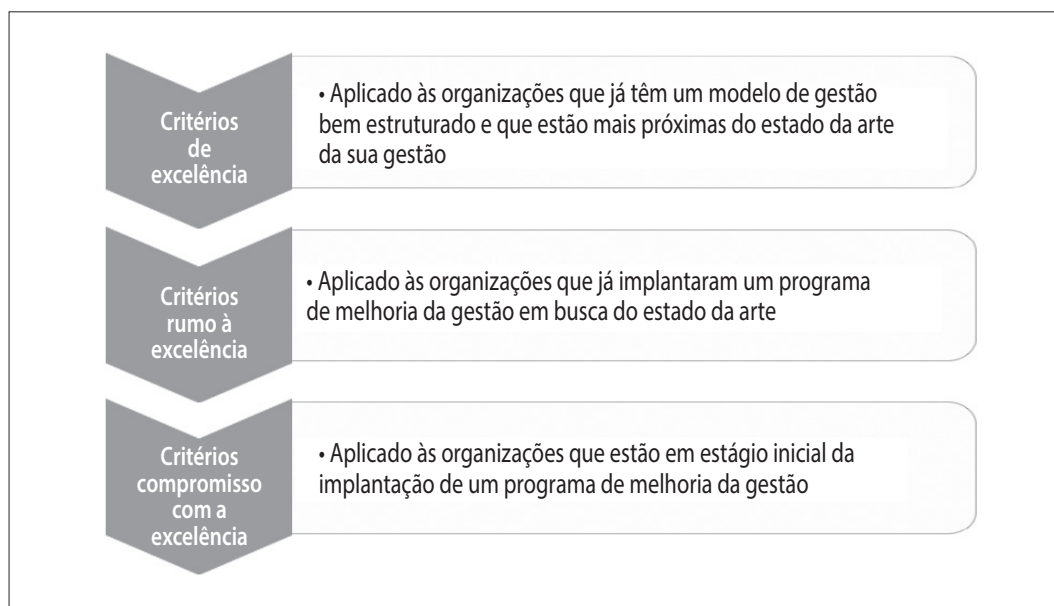 Critérios
de
excelência
• Aplicado às organizações que já têm um modelo de gestão
bem estruturado e que estão mais próximas do estado da arte
da sua gestão
Critérios
rumo à
excelência
• Aplicado às organizações que já implantaram um programa
de melhoria da gestão em busca do estado da arte
Critérios
compromisso
com a
excelência
• Aplicado às organizações que estão em estágio inicial da
implantação de um programa de melhoria da gestão